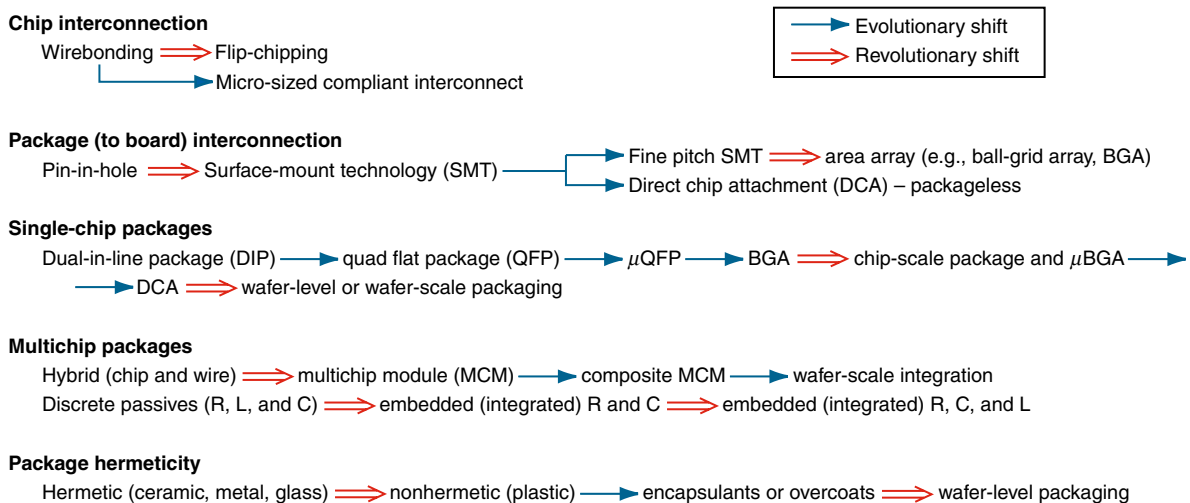 Chip interconnection
Wirebonding Flip-chipping
Micro-sized compliant interconnect
Evolutionary shift
Revolutionary shift
Package (to board) interconnection
Pin-in-hole Surface-mount technology (SMT) Fine pitch SMT area array (e.g., ball-grid array, BGA)
Direct chip attachment (DCA) – packageless
Single-chip packages
Dual-in-line package (DIP) quad flat package (QFP) μQFP BGA chip-scale package and μBGA
DCA wafer-level or wafer-scale packaging
Multichip packages
Hybrid (chip and wire) multichip module (MCM) composite MCM wafer-scale integration
Discrete passives (R, L, and C) embedded (integrated) R and C embedded (integrated) R, C, and L
Package hermeticity
Hermetic (ceramic, metal, glass) nonhermetic (plastic) encapsulants or overcoats wafer-level packaging